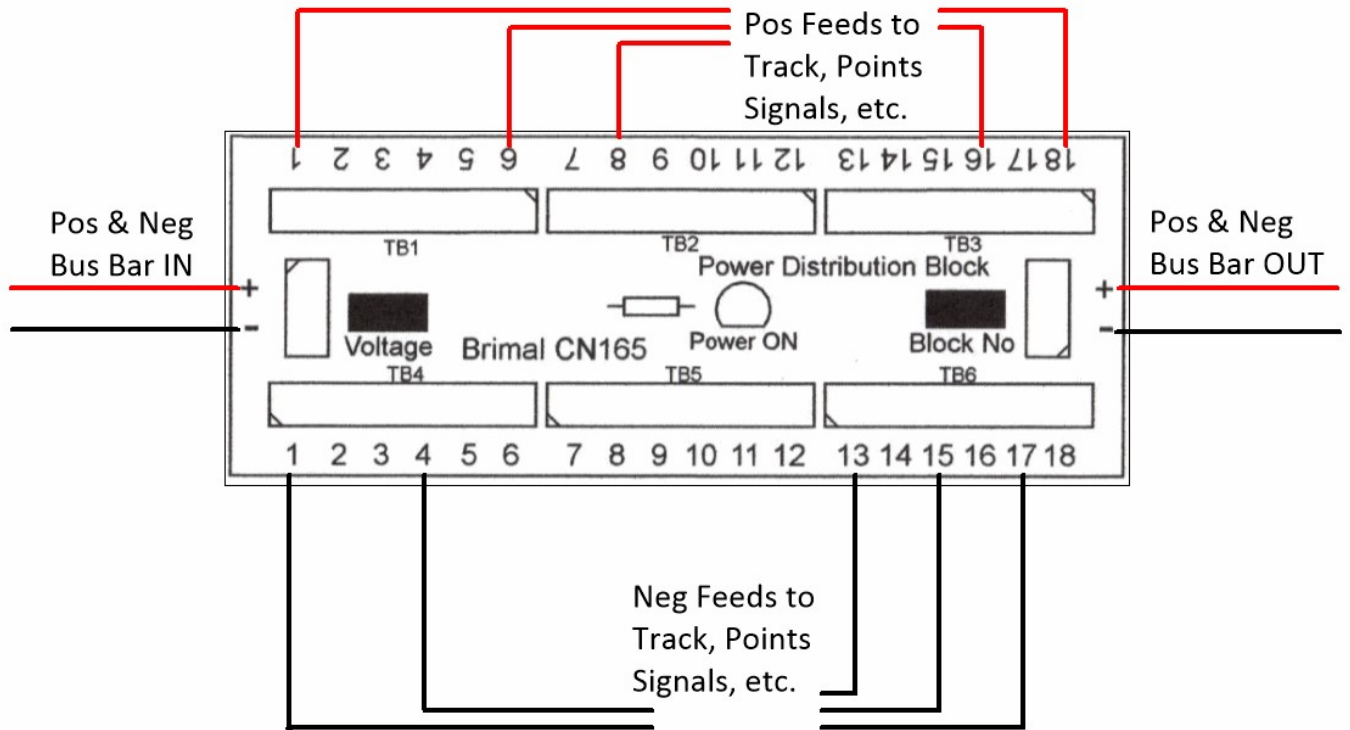 Pos Feeds to
Track, Points
Signals, etc.
1 2 3 4 5 6 7 8 9 10 11 12 13 14 15 16 17 18
TB1 TB2 TB3
Pos & Neg
Bus Bar IN
Pos & Neg
Bus Bar OUT
Power Distribution Block
+ +
- -
Voltage Brimal CN165 Power ON Block No
TB4 TB5 TB6
1 2 3 4 5 6 7 8 9 10 11 12 13 14 15 16 17 18
Neg Feeds to
Track, Points
Signals, etc.